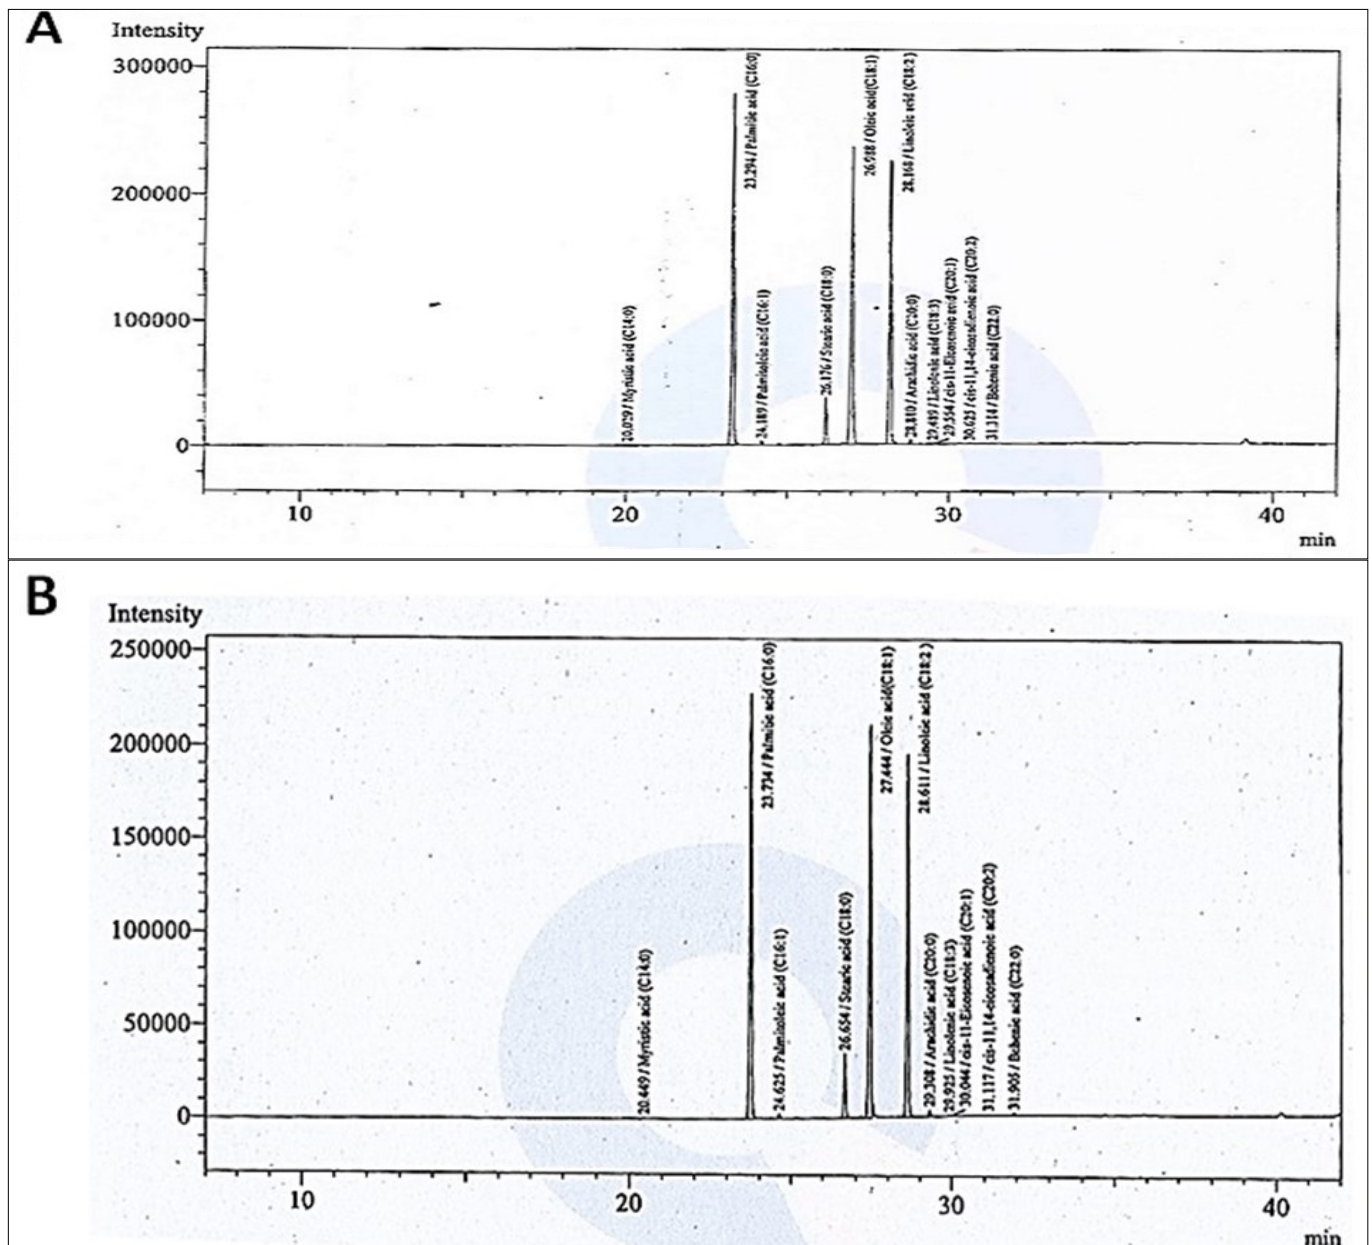 A
Intensity
300000
200000
100000
0
20.029 / Myristic acid (C14:0)
23.294 / Palmitic acid (C16:0)
24.189 / Palmitoleic acid (C16:1)
26.176 / Stearic acid (C18:0)
26.988 / Oleic acid(C18:1)
28.168 / Linoleic acid (C18:2)
28.810 / Arachidic acid (C20:0)
29.489 / Linolenic acid (C18:3)
29.554 / cis-11-Eicosenoic acid (C20:1)
30.625 / cis-11,14-eicosadienoic acid (C20:2)
31.314 / Behenic acid (C22:0)
10 20 30 40
min
B
Intensity
250000
200000
150000
100000
50000
0
20.449 / Myristic acid (C14:0)
23.734 / Palmitic acid (C16:0)
24.625 / Palmitoleic acid (C16:1)
26.654 / Stearic acid (C18:0)
27.444 / Oleic acid(C18:1)
28.611 / Linoleic acid (C18:2 )
29.308 / Arachidic acid (C20:0)
29.925 / Linolenic acid (C18:3)
30.044 / cis-11-Eicosenoic acid (C20:1)
31.117 / cis-11,14-eicosadienoic acid (C20:2)
31.905 / Behenic acid (C22:0)
10 20 30 40
min